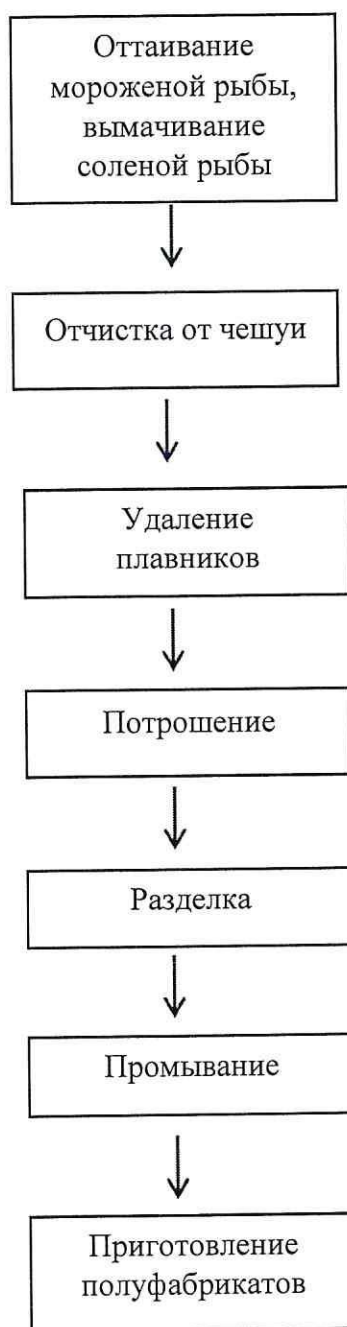 Оттаивание
мороженой рыбы,
вымачивание
соленой рыбы
Отчистка от чешуи
Удаление
плавников
Потрошение
Разделка
Промывание
Приготовление
полуфабрикатов